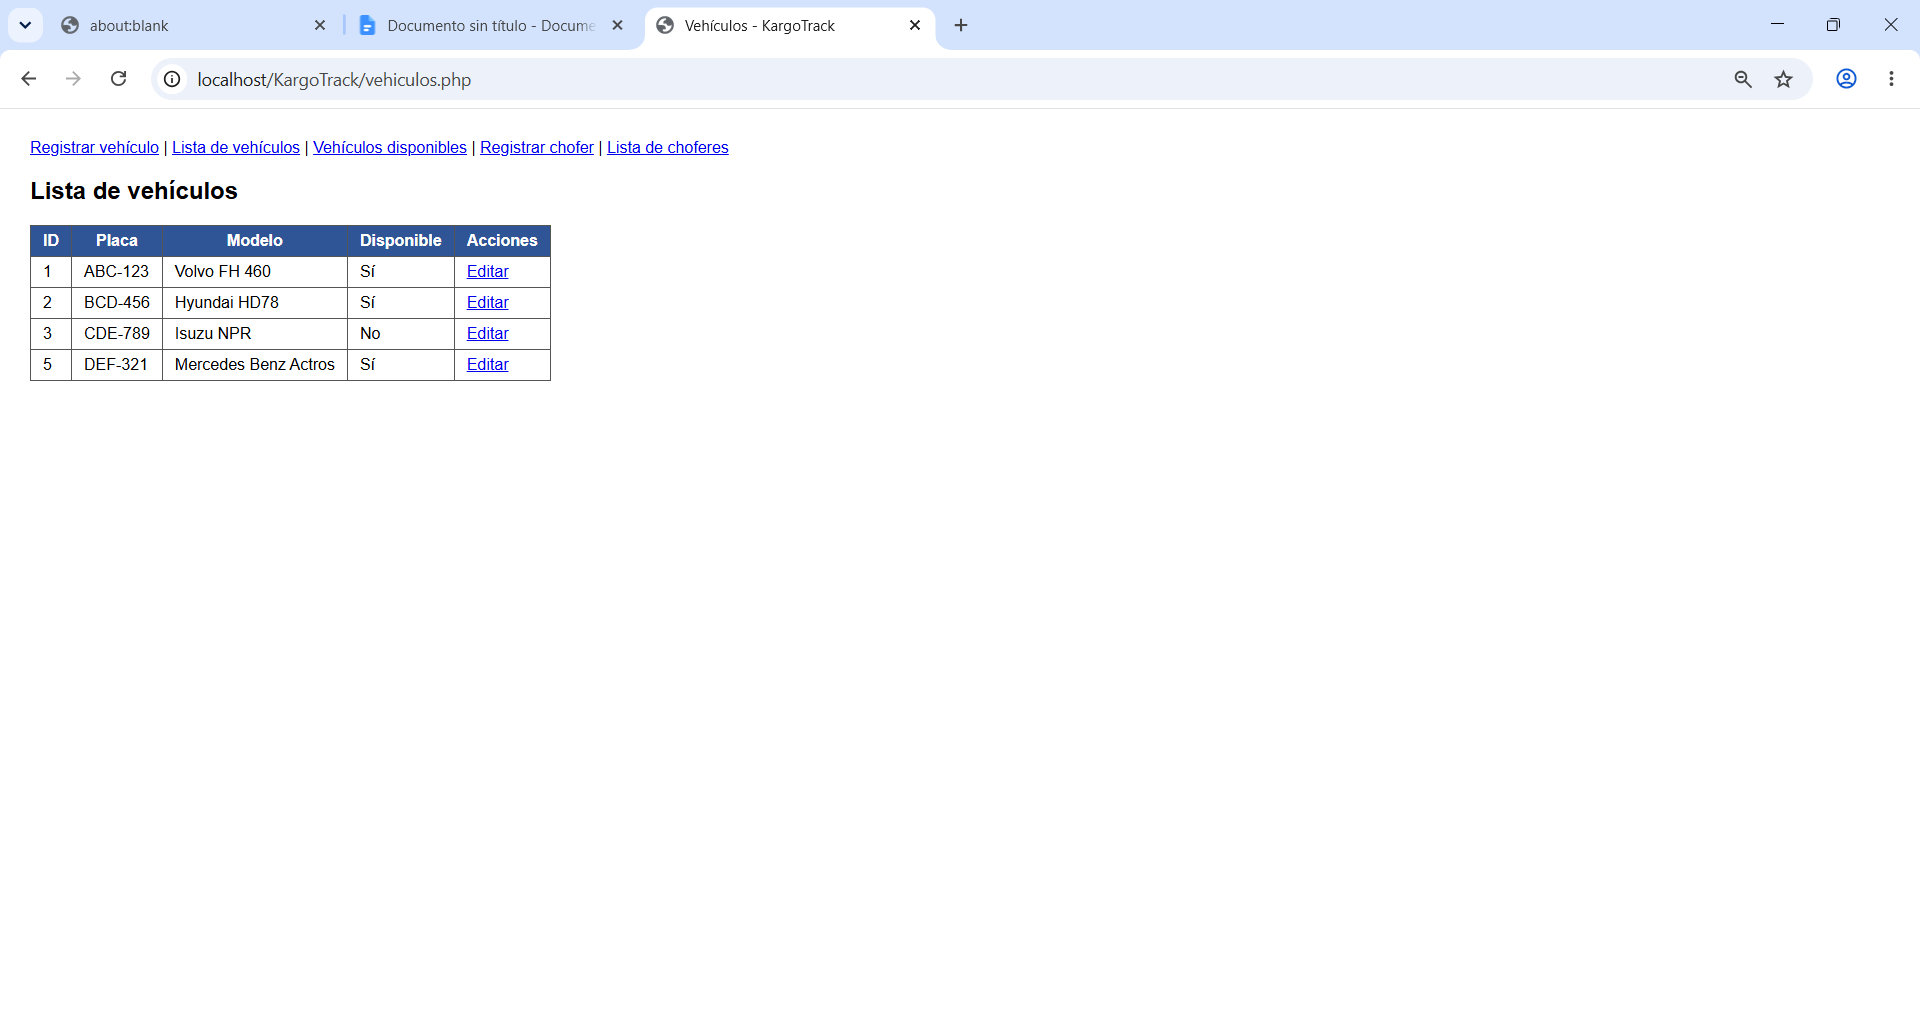 about:blank
Documento sin título - Docume
Vehículos - KargoTrack
localhost/KargoTrack/vehiculos.php
Registrar vehículo | Lista de vehículos | Vehículos disponibles | Registrar chofer | Lista de choferes
Lista de vehículos
ID Placa Modelo Disponible Acciones
1 ABC-123 Volvo FH 460 Sí Editar
2 BCD-456 Hyundai HD78 Sí Editar
3 CDE-789 Isuzu NPR No Editar
5 DEF-321 Mercedes Benz Actros Sí Editar